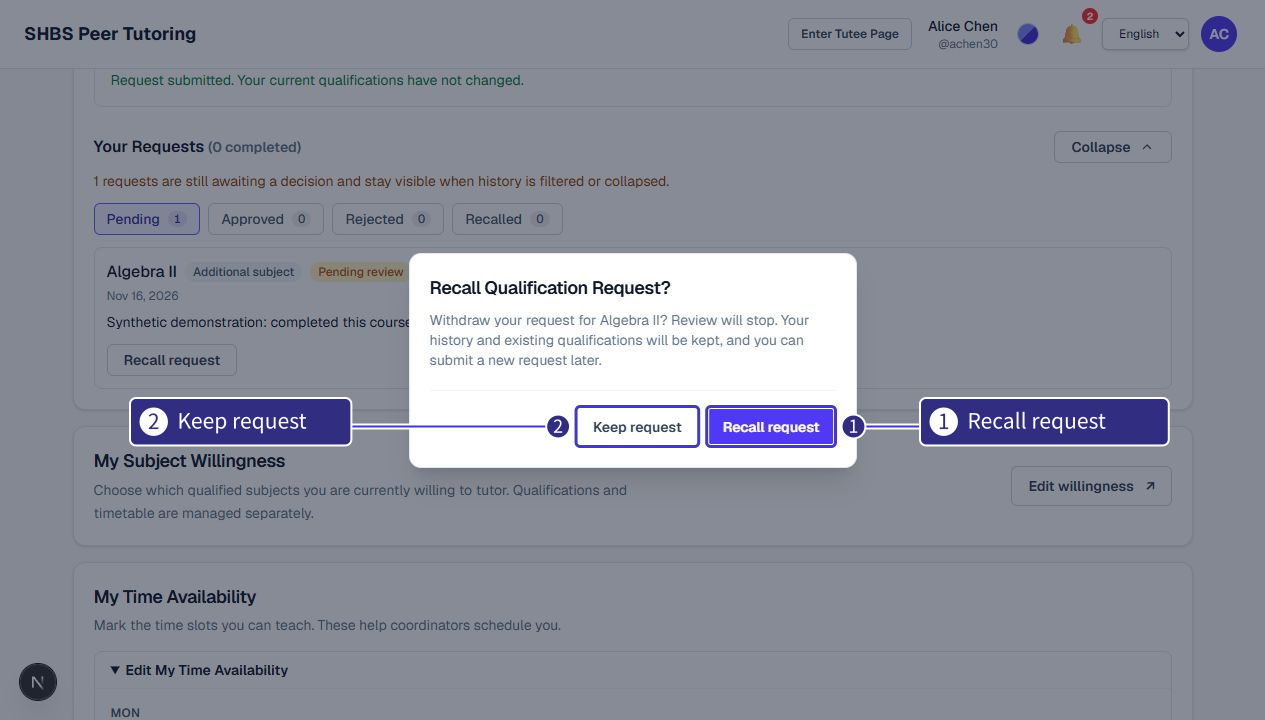 SHBS Peer Tutoring
Enter Tutee Page
Alice Chen
@achen30
2
English
AC
Request submitted. Your current qualifications have not changed.
Your Requests (0 completed)
Collapse
1 requests are still awaiting a decision and stay visible when history is filtered or collapsed.
Pending 1
Approved 0
Rejected 0
Recalled 0
Algebra II Additional subject Pending review
Nov 16, 2026
Synthetic demonstration: completed this course
Recall request
Recall Qualification Request?
Withdraw your request for Algebra II? Review will stop. Your
history and existing qualifications will be kept, and you can
submit a new request later.
2 Keep request
2
Keep request
Recall request
1
1 Recall request
My Subject Willingness
Choose which qualified subjects you are currently willing to tutor. Qualifications and
timetable are managed separately.
Edit willingness
My Time Availability
Mark the time slots you can teach. These help coordinators schedule you.
Edit My Time Availability
MON
N